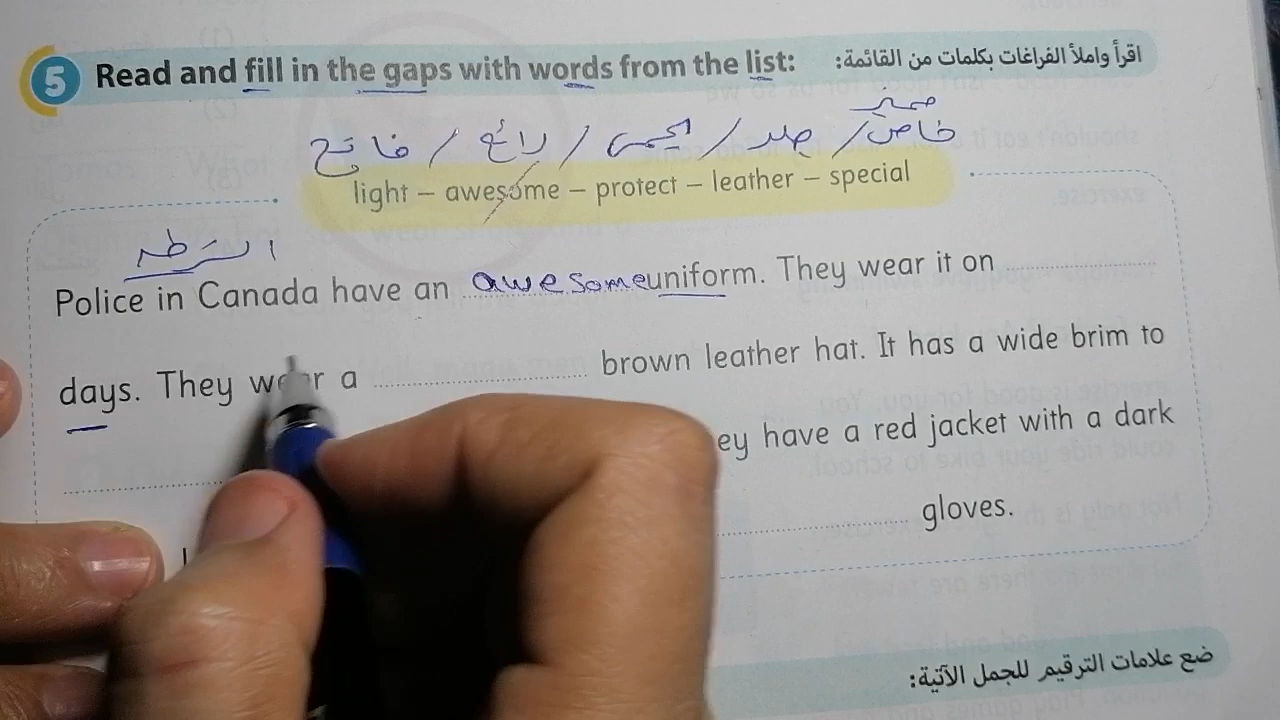 5 Read and fill in the gaps with words from the list: اقرأ واملأ الفراغات بكلمات من القائمة:
مميز
خاص / جلد / يحمى / رائع / فاتح
light – awesome – protect – leather – special
الشرطة
Police in Canada have an awesome uniform. They wear it on
days. They wear a brown leather hat. It has a wide brim to
ey have a red jacket with a dark
gloves.
ضع علامات الترقيم للجمل الآتية: